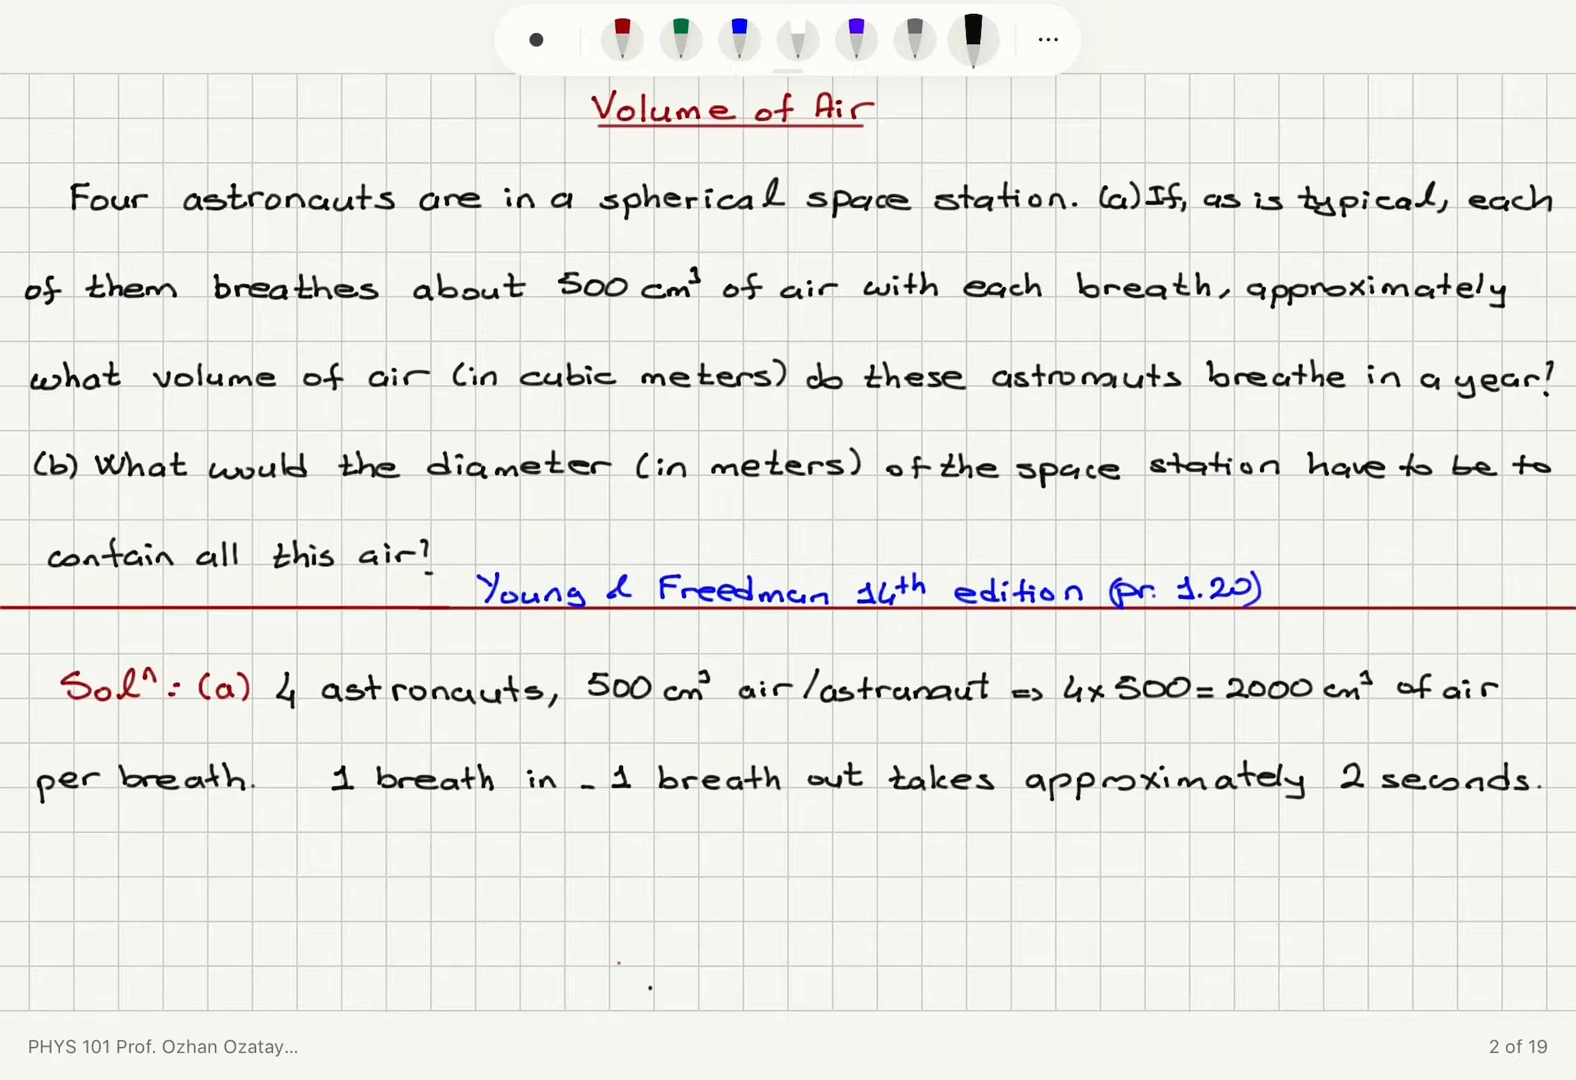 Volume of Air
Four astronauts are in a spherical space station. (a) If, as is typical, each
of them breathes about 500 cm³ of air with each breath, approximately
what volume of air (in cubic meters) do these astronauts breathe in a year?
(b) What would the diameter (in meters) of the space station have to be to
contain all this air?
Young & Freedman 14th edition (pr. 1.20)
Solⁿ: (a) 4 astronauts, 500 cm³ air/astranaut ⇒ 4x500 = 2000 cm³ of air
per breath. 1 breath in - 1 breath out takes approximately 2 seconds.
PHYS 101 Prof. Ozhan Ozatay...
2 of 19